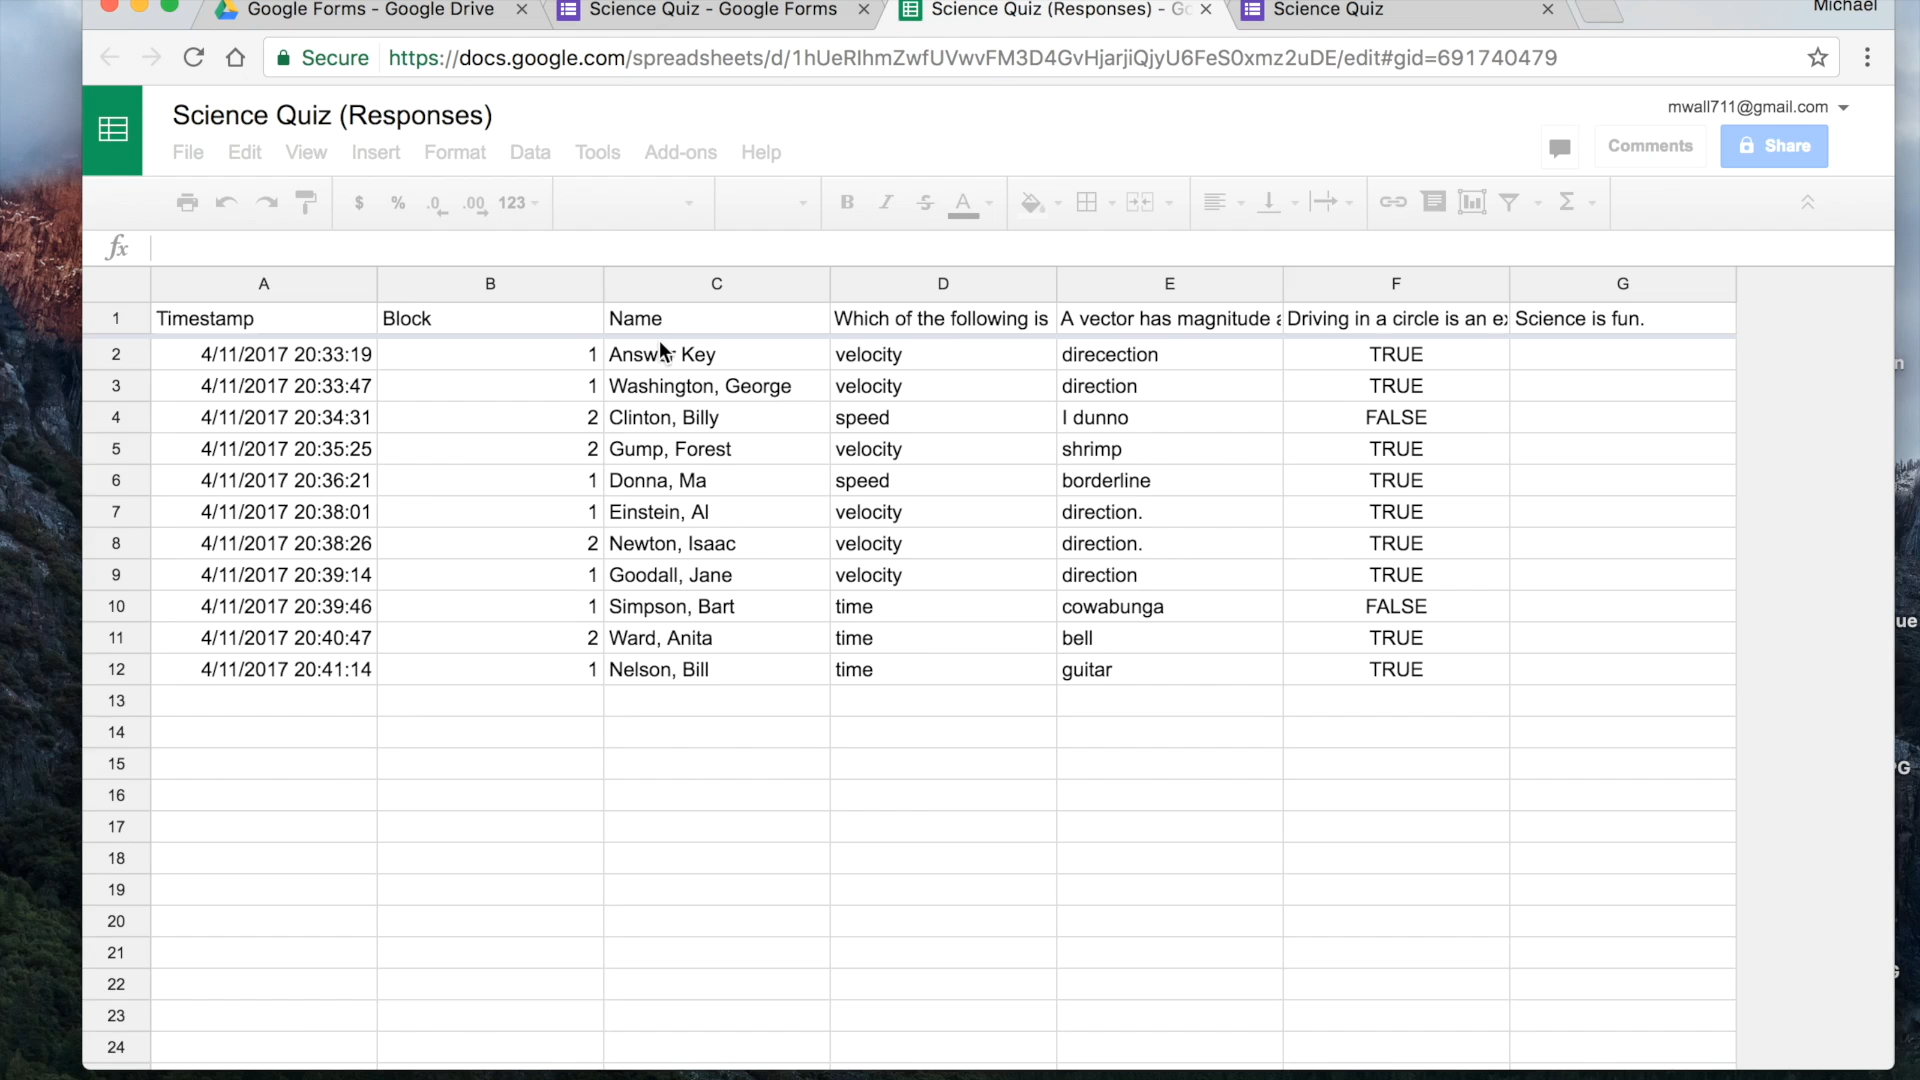 Michael
Google Forms - Google Drive
Science Quiz - Google Forms
Science Quiz (Responses) - Go
Science Quiz
Secure https://docs.google.com/spreadsheets/d/1hUeRIhmZwfUVwvFM3D4GvHjarjiQjyU6FeS0xmz2uDE/edit#gid=691740479
Science Quiz (Responses)
mwall711@gmail.com
File Edit View Insert Format Data Tools Add-ons Help
Comments Share
$ % .0 .00 123 B I S A Σ
fx
A B C D E F G
1 Timestamp Block Name Which of the following is A vector has magnitude a Driving in a circle is an ex Science is fun.
2 4/11/2017 20:33:19 1 Answer Key velocity direcection TRUE
3 4/11/2017 20:33:47 1 Washington, George velocity direction TRUE
4 4/11/2017 20:34:31 2 Clinton, Billy speed I dunno FALSE
5 4/11/2017 20:35:25 2 Gump, Forest velocity shrimp TRUE
6 4/11/2017 20:36:21 1 Donna, Ma speed borderline TRUE
7 4/11/2017 20:38:01 1 Einstein, Al velocity direction. TRUE
8 4/11/2017 20:38:26 2 Newton, Isaac velocity direction. TRUE
9 4/11/2017 20:39:14 1 Goodall, Jane velocity direction TRUE
10 4/11/2017 20:39:46 1 Simpson, Bart time cowabunga FALSE
11 4/11/2017 20:40:47 2 Ward, Anita time bell TRUE
12 4/11/2017 20:41:14 1 Nelson, Bill time guitar TRUE
13
14
15
16
17
18
19
20
21
22
23
24